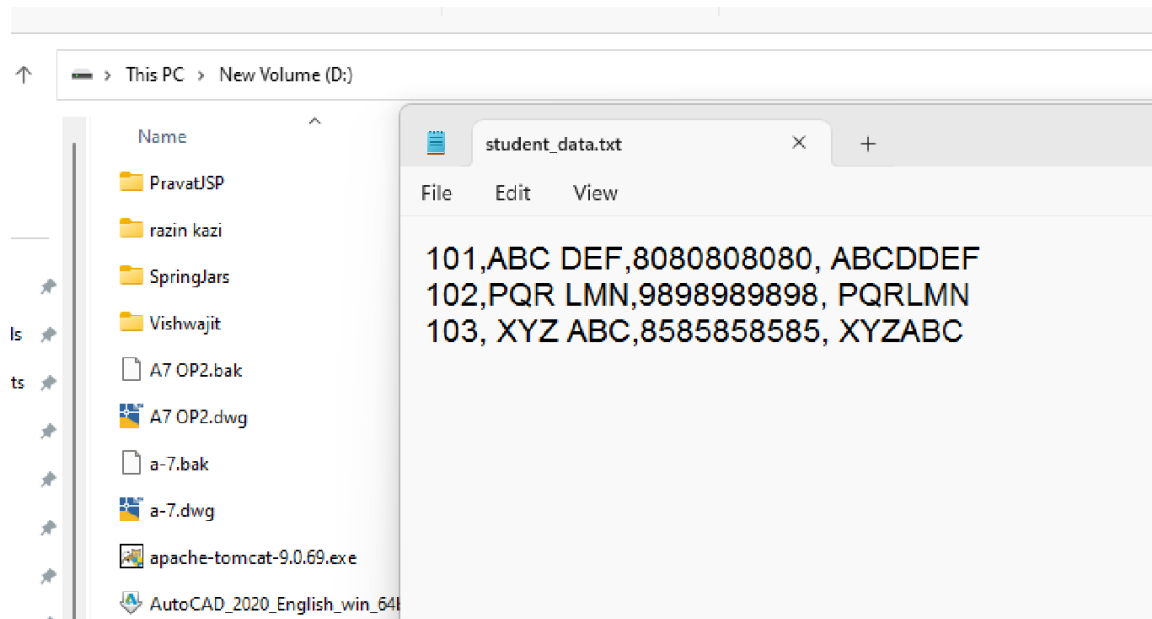 This PC > New Volume (D:)
Name
PravatJSP
razin kazi
SpringJars
Vishwajit
A7 OP2.bak
A7 OP2.dwg
a-7.bak
a-7.dwg
apache-tomcat-9.0.69.exe
AutoCAD_2020_English_win_64
ls
ts
student_data.txt
File Edit View
101,ABC DEF,8080808080, ABCDDEF
102,PQR LMN,9898989898, PQRLMN
103, XYZ ABC,8585858585, XYZABC